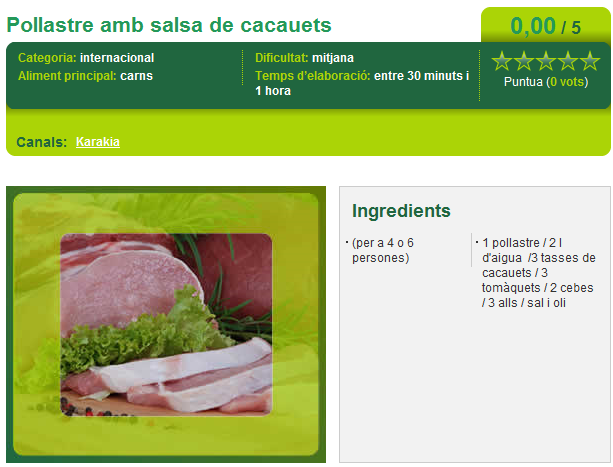 Pollastre amb salsa de cacauets
0,00 / 5
Categoria: internacional
Aliment principal: carns
Dificultat: mitjana
Temps d'elaboració: entre 30 minuts i
1 hora
Puntua (0 vots)
Canals: Karakia
Ingredients
· (per a 4 o 6
persones)
· 1 pollastre / 2 l
d'aigua /3 tasses de
cacauets / 3
tomàquets / 2 cebes
/ 3 alls / sal i oli